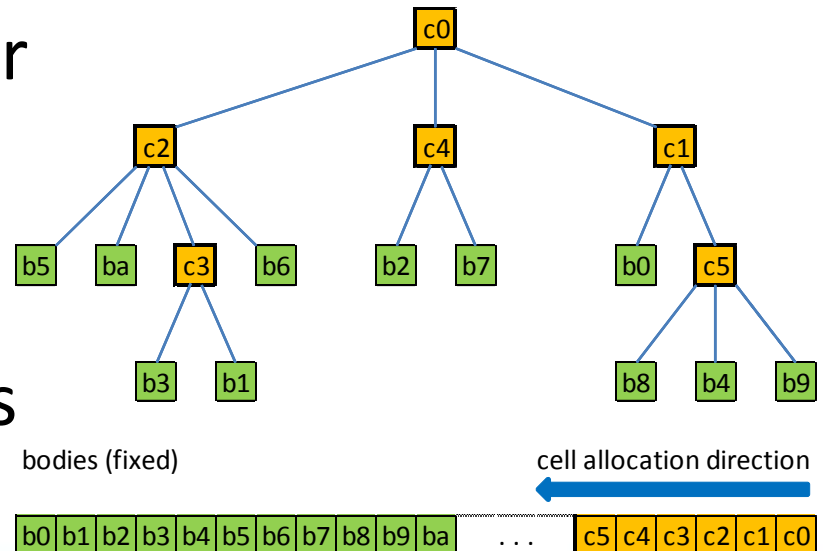 r
c0
c2 c4 c1
b5 ba c3 b6 b2 b7 b0 c5
b3 b1 b8 b4 b9
s
bodies (fixed) cell allocation direction
b0 b1 b2 b3 b4 b5 b6 b7 b8 b9 ba . . . c5 c4 c3 c2 c1 c0